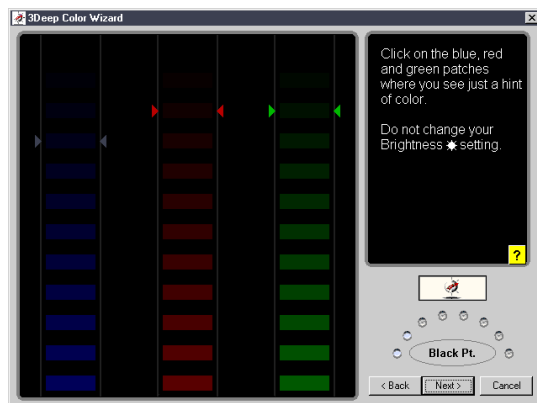 3Deep Color Wizard
Click on the blue, red
and green patches
where you see just a hint
of color.
Do not change your
Brightness setting.
?
Black Pt.
< Back
Next >
Cancel